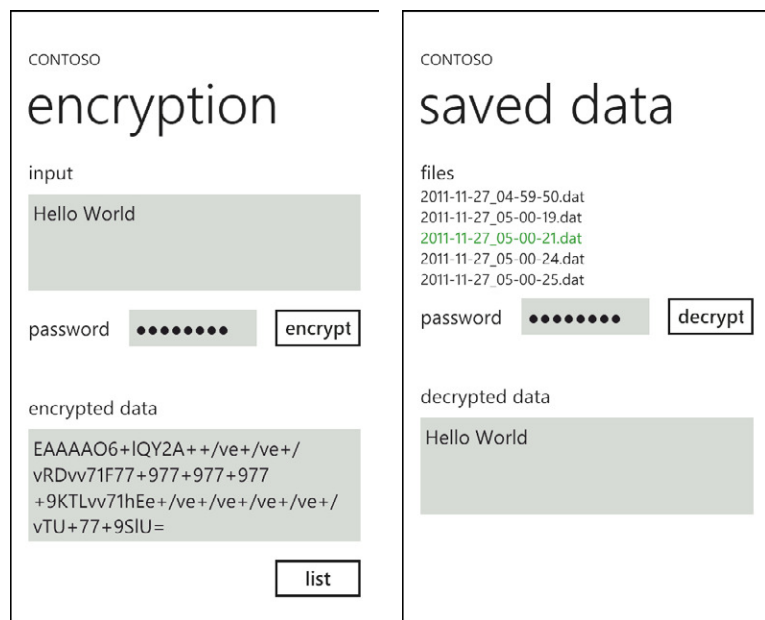 CONTOSO
encryption
input
Hello World
password ●●●●●●●● encrypt
encrypted data
EAAAAO6+lQY2A++/ve+/ve+/
vRDvv71F77+977+977+977
+9KTLvv71hEe+/ve+/ve+/ve+/ve+/
vTU+77+9SlU=
list
CONTOSO
saved data
files
2011-11-27_04-59-50.dat
2011-11-27_05-00-19.dat
2011-11-27_05-00-21.dat
2011-11-27_05-00-24.dat
2011-11-27_05-00-25.dat
password ●●●●●●●● decrypt
decrypted data
Hello World